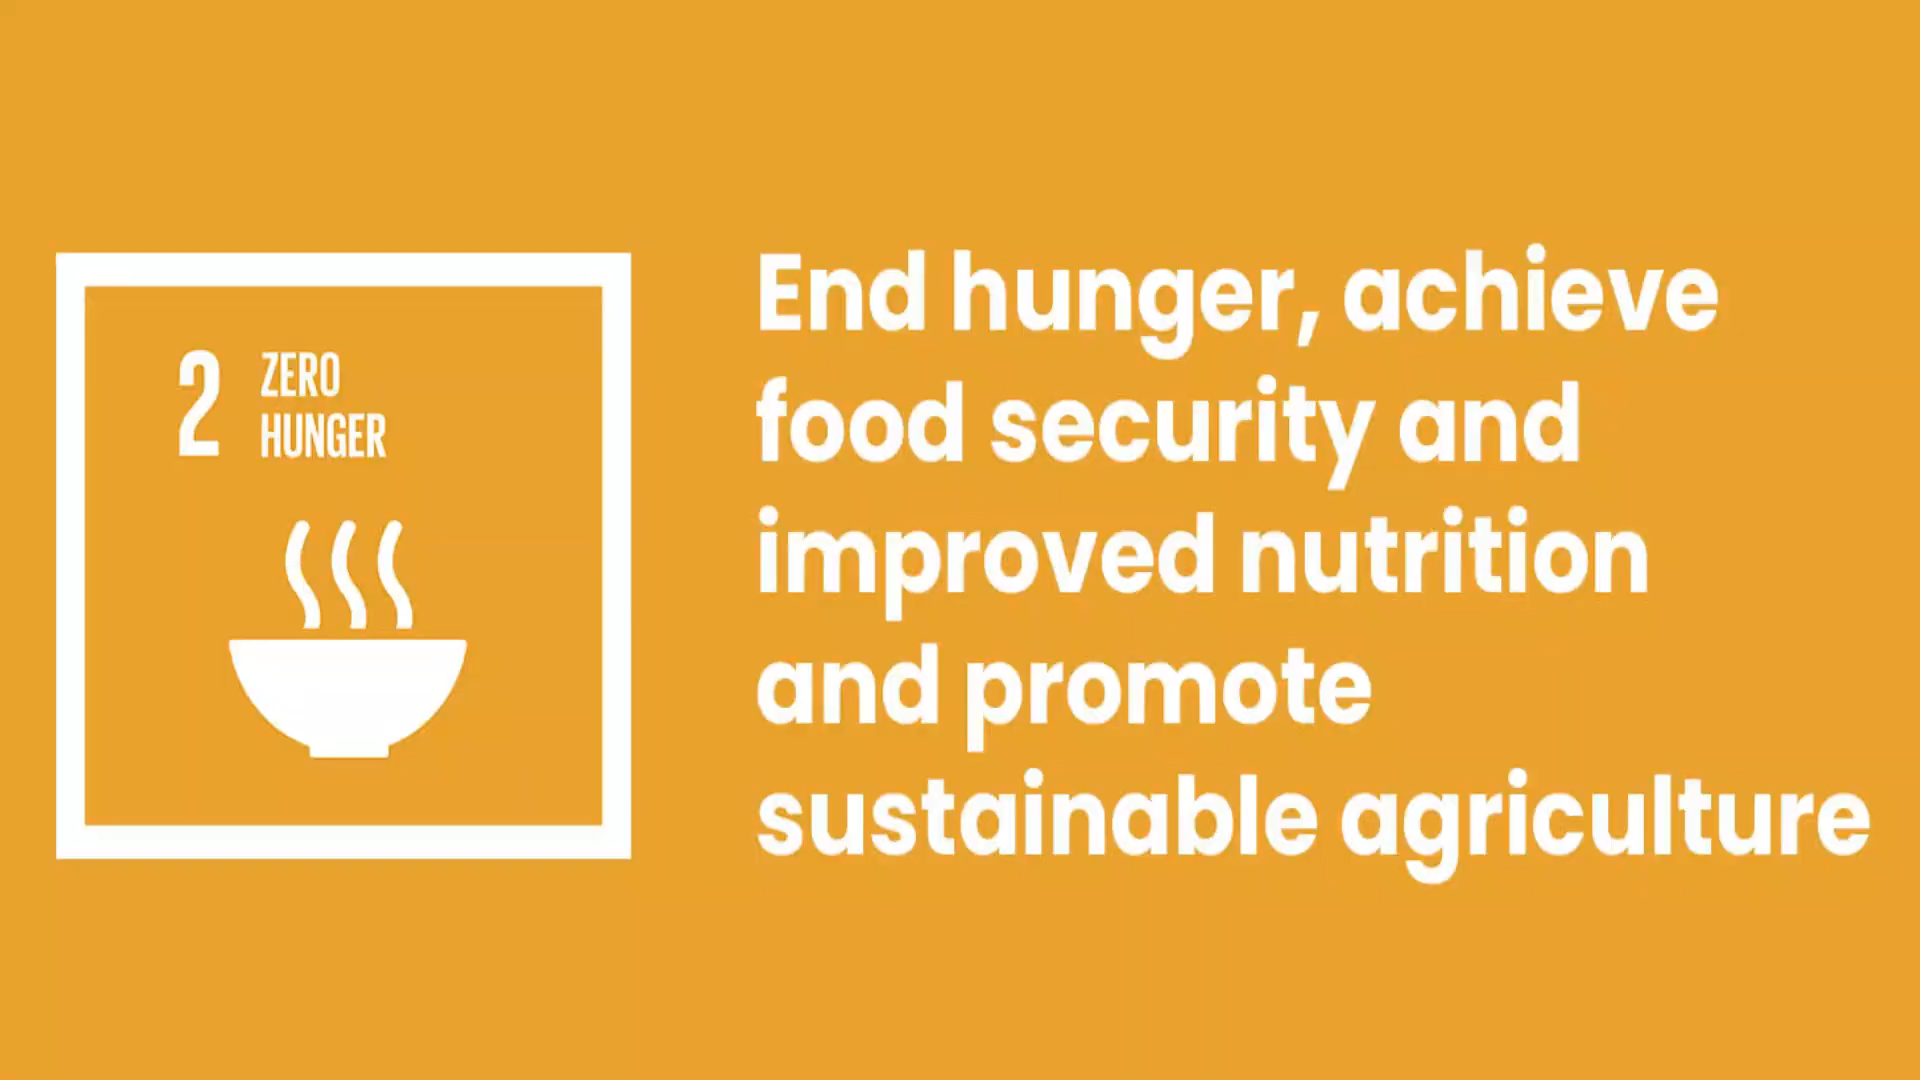 2 ZERO
HUNGER
End hunger, achieve
food security and
improved nutrition
and promote
sustainable agriculture